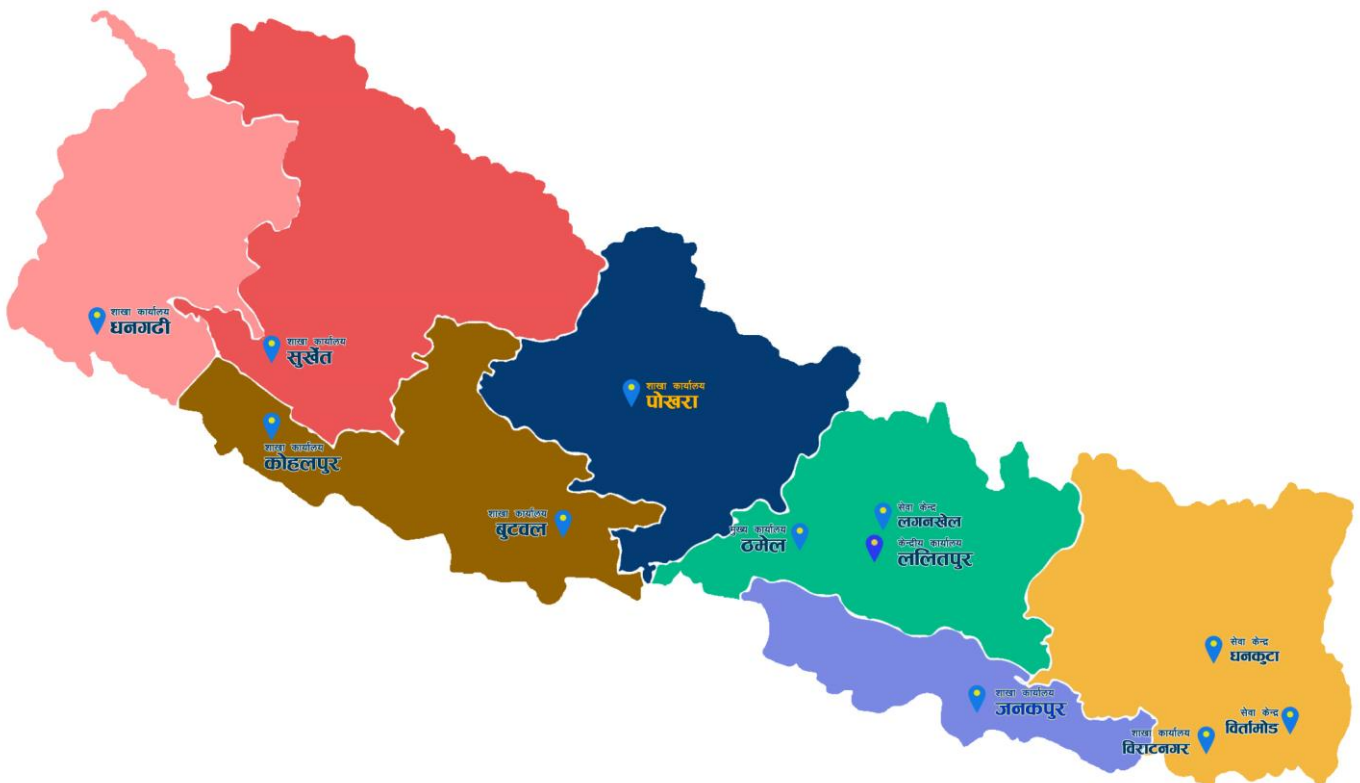 शाखा कार्यालय
धनगढी
शाखा कार्यालय
सुर्खेत
शाखा कार्यालय
पोखरा
शाखा कार्यालय
कोहलपुर
शाखा कार्यालय
बुटवल
मुख्य कार्यालय
ठमेल
सेवा केन्द्र
लगनखेल
केन्द्रीय कार्यालय
ललितपुर
सेवा केन्द्र
धनकुटा
शाखा कार्यालय
जनकपुर
सेवा केन्द्र
विर्तामोड
शाखा कार्यालय
विराटनगर